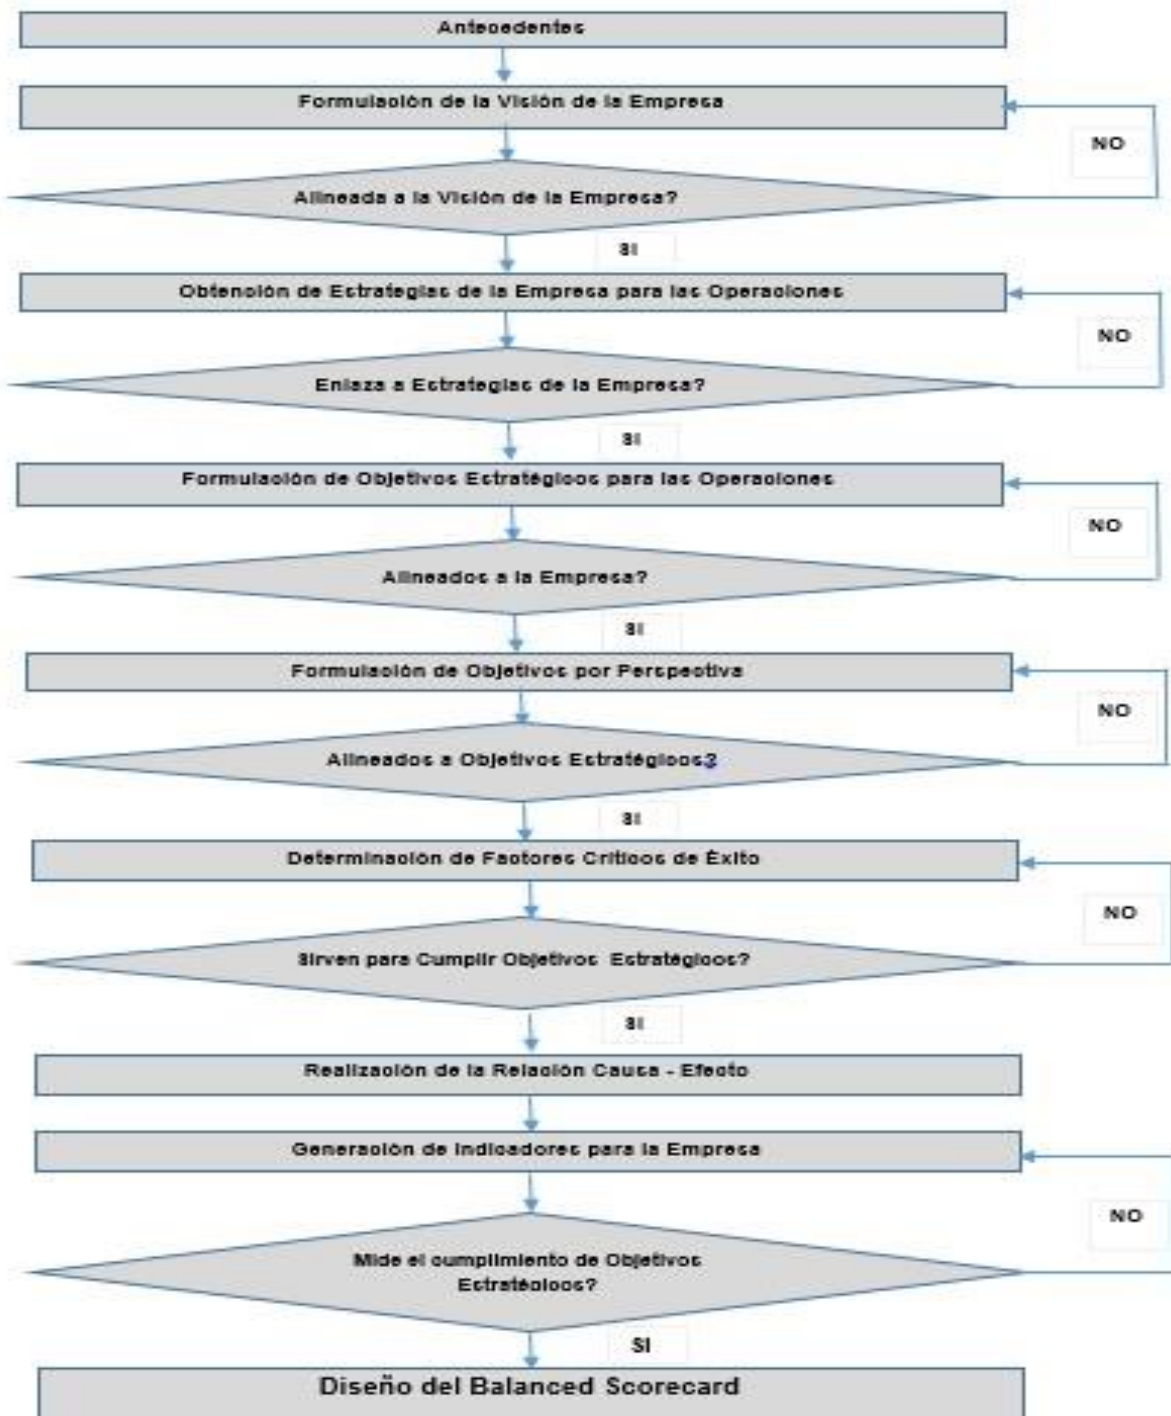 Antecedentes
Formulación de la Visión de la Empresa
NO
Alineada a la Visión de la Empresa?
SI
Obtención de Estrategias de la Empresa para las Operaciones
NO
Enlaza a Estrategias de la Empresa?
SI
Formulación de Objetivos Estratégicos para las Operaciones
NO
Alineados a la Empresa?
SI
Formulación de Objetivos por Perspectiva
NO
Alineados a Objetivos Estratégicos?
SI
Determinación de Factores Críticos de Éxito
NO
Sirven para Cumplir Objetivos Estratégicos?
SI
Realización de la Relación Causa - Efecto
Generación de Indicadores para la Empresa
NO
Mide el cumplimiento de Objetivos
Estratégicos?
SI
Diseño del Balanced Scorecard